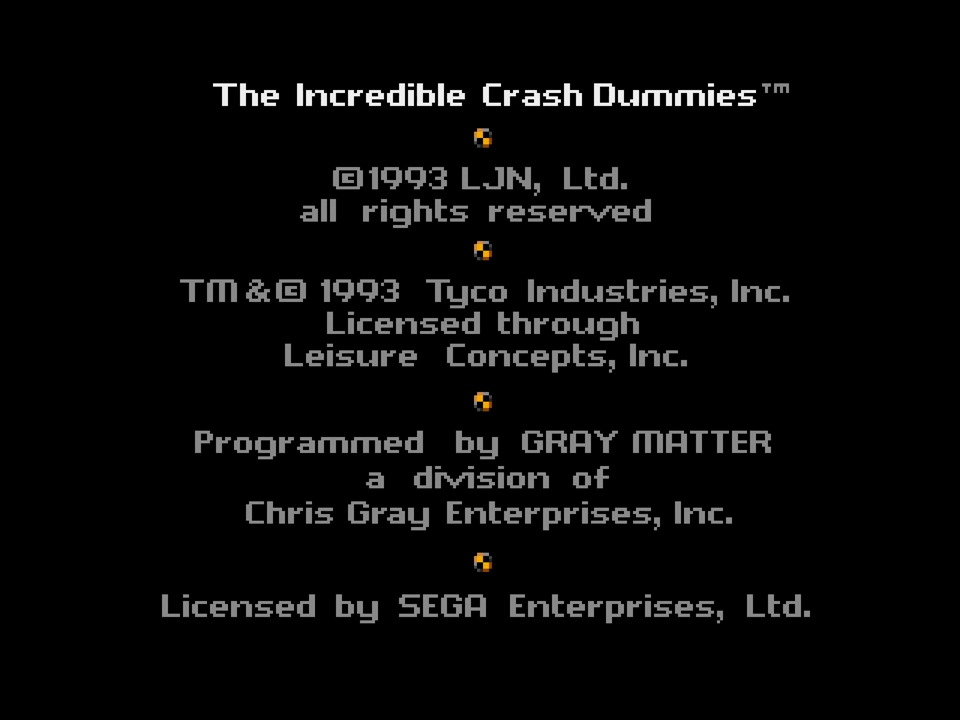 The Incredible Crash Dummies™
©1993 LJN, Ltd.
all rights reserved
TM & © 1993 Tyco Industries, Inc.
Licensed through
Leisure Concepts, Inc.
Programmed by GRAY MATTER
a division of
Chris Gray Enterprises, Inc.
Licensed by SEGA Enterprises, Ltd.